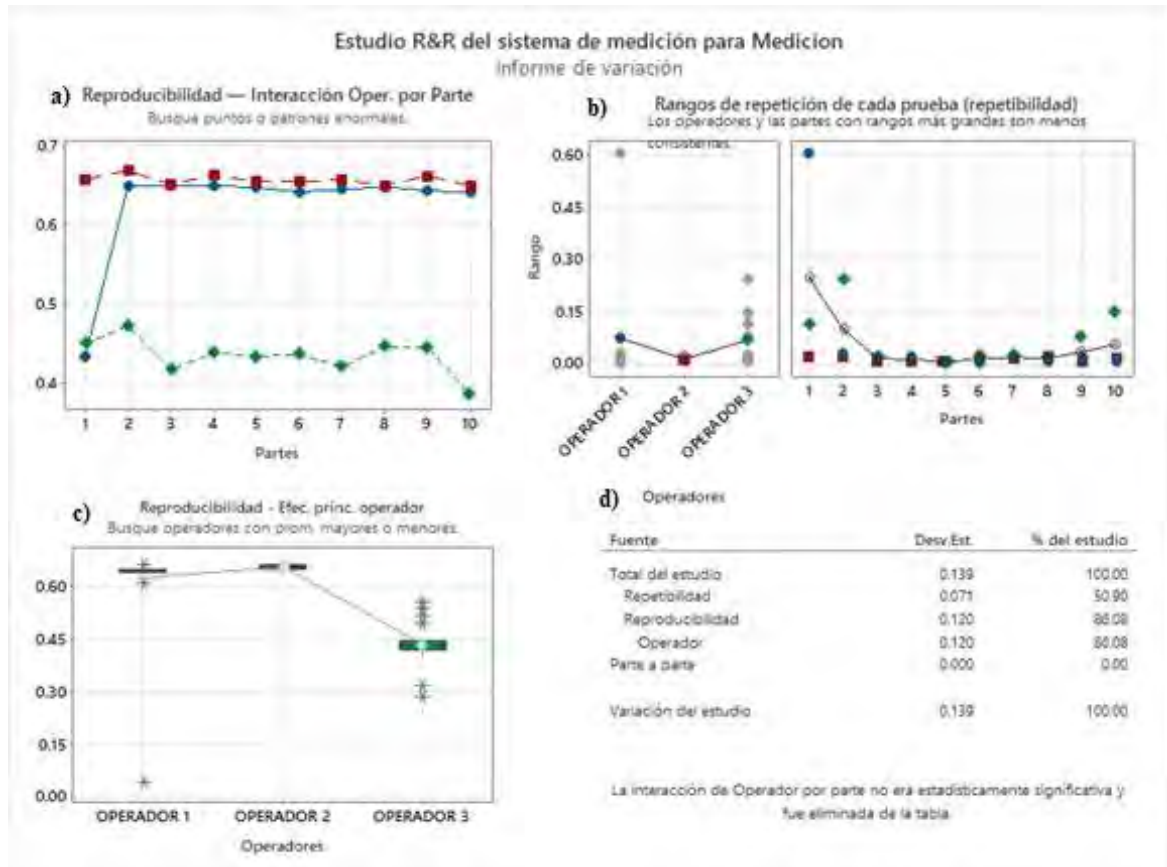 Estudio R&R del sistema de medición para Medicion
Informe de variación
a) Reproducibilidad — Interacción Oper. por Parte
Busque puntos o patrones enormales.
0.7
0.6
0.5
0.4
1 2 3 4 5 6 7 8 9 10
Partes
b) Rangos de repetición de cada prueba (repetibilidad)
Los operadores y las partes con rangos más grandes son menos
consistentes.
Rango
0.60
0.45
0.30
0.15
0.00
OPERADOR 1 OPERADOR 2 OPERADOR 3
1 2 3 4 5 6 7 8 9 10
Partes
c) Reproducibilidad - Efec. princ. operador
Busque operadores con prom. mayores o menores.
0.60
0.45
0.30
0.15
0.00
OPERADOR 1 OPERADOR 2 OPERADOR 3
Operadores
d) Operadores
Fuente Desv.Est. % del estudio
Total del estudio 0.139 100.00
Repetibilidad 0.071 50.90
Reproducibilidad 0.120 86.08
Operador 0.120 86.08
Parte a parte 0.000 0.00
Variación del estudio 0.139 100.00
La interacción de Operador por parte no era estadísticamente significativa y
fue eliminada de la tabla.